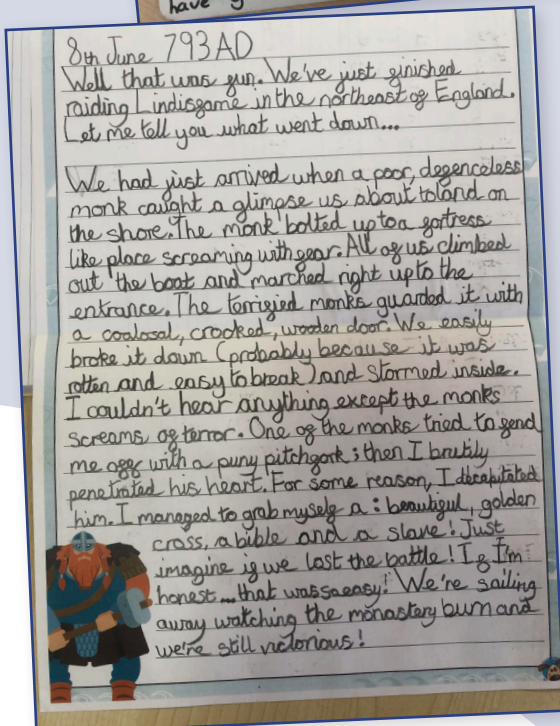 have
8th June 793AD
Well that was fun. We've just finished
raiding Lindisfarne in the northeast of England.
Let me tell you what went down...
We had just arrived when a poor, defenceless
monk caught a glimpse us about to land on
the shore. The monk bolted up to a fortress
like place screaming with fear. All of us climbed
out the boat and marched right up to the
entrance. The torrified monks guarded it with
a coalosal, crooked, wooden door. We easily
broke it down (probably because it was
rotten and easy to break) and stormed inside.
I couldn't hear anything except the monks
screams of terror. One of the monks tried to fend
me off with a puny pitchfork; then I brutily
penetrated his heart. For some reason, I decapitated
him. I managed to grab myself a : beautiful, golden
cross, a bible and a slave! Just
imagine if we lost the battle! If I'm
honest... that was so easy! We're sailing
away watching the monastery burn and
we're still victorious!